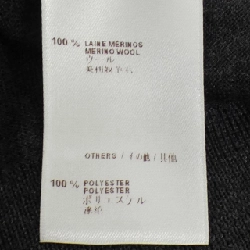 100 % LAINE MERINOS
MERINO WOOL
ウール
OTHERS / その他 / 其他
100 % POLYESTER
POLYESTER
ポリエステル